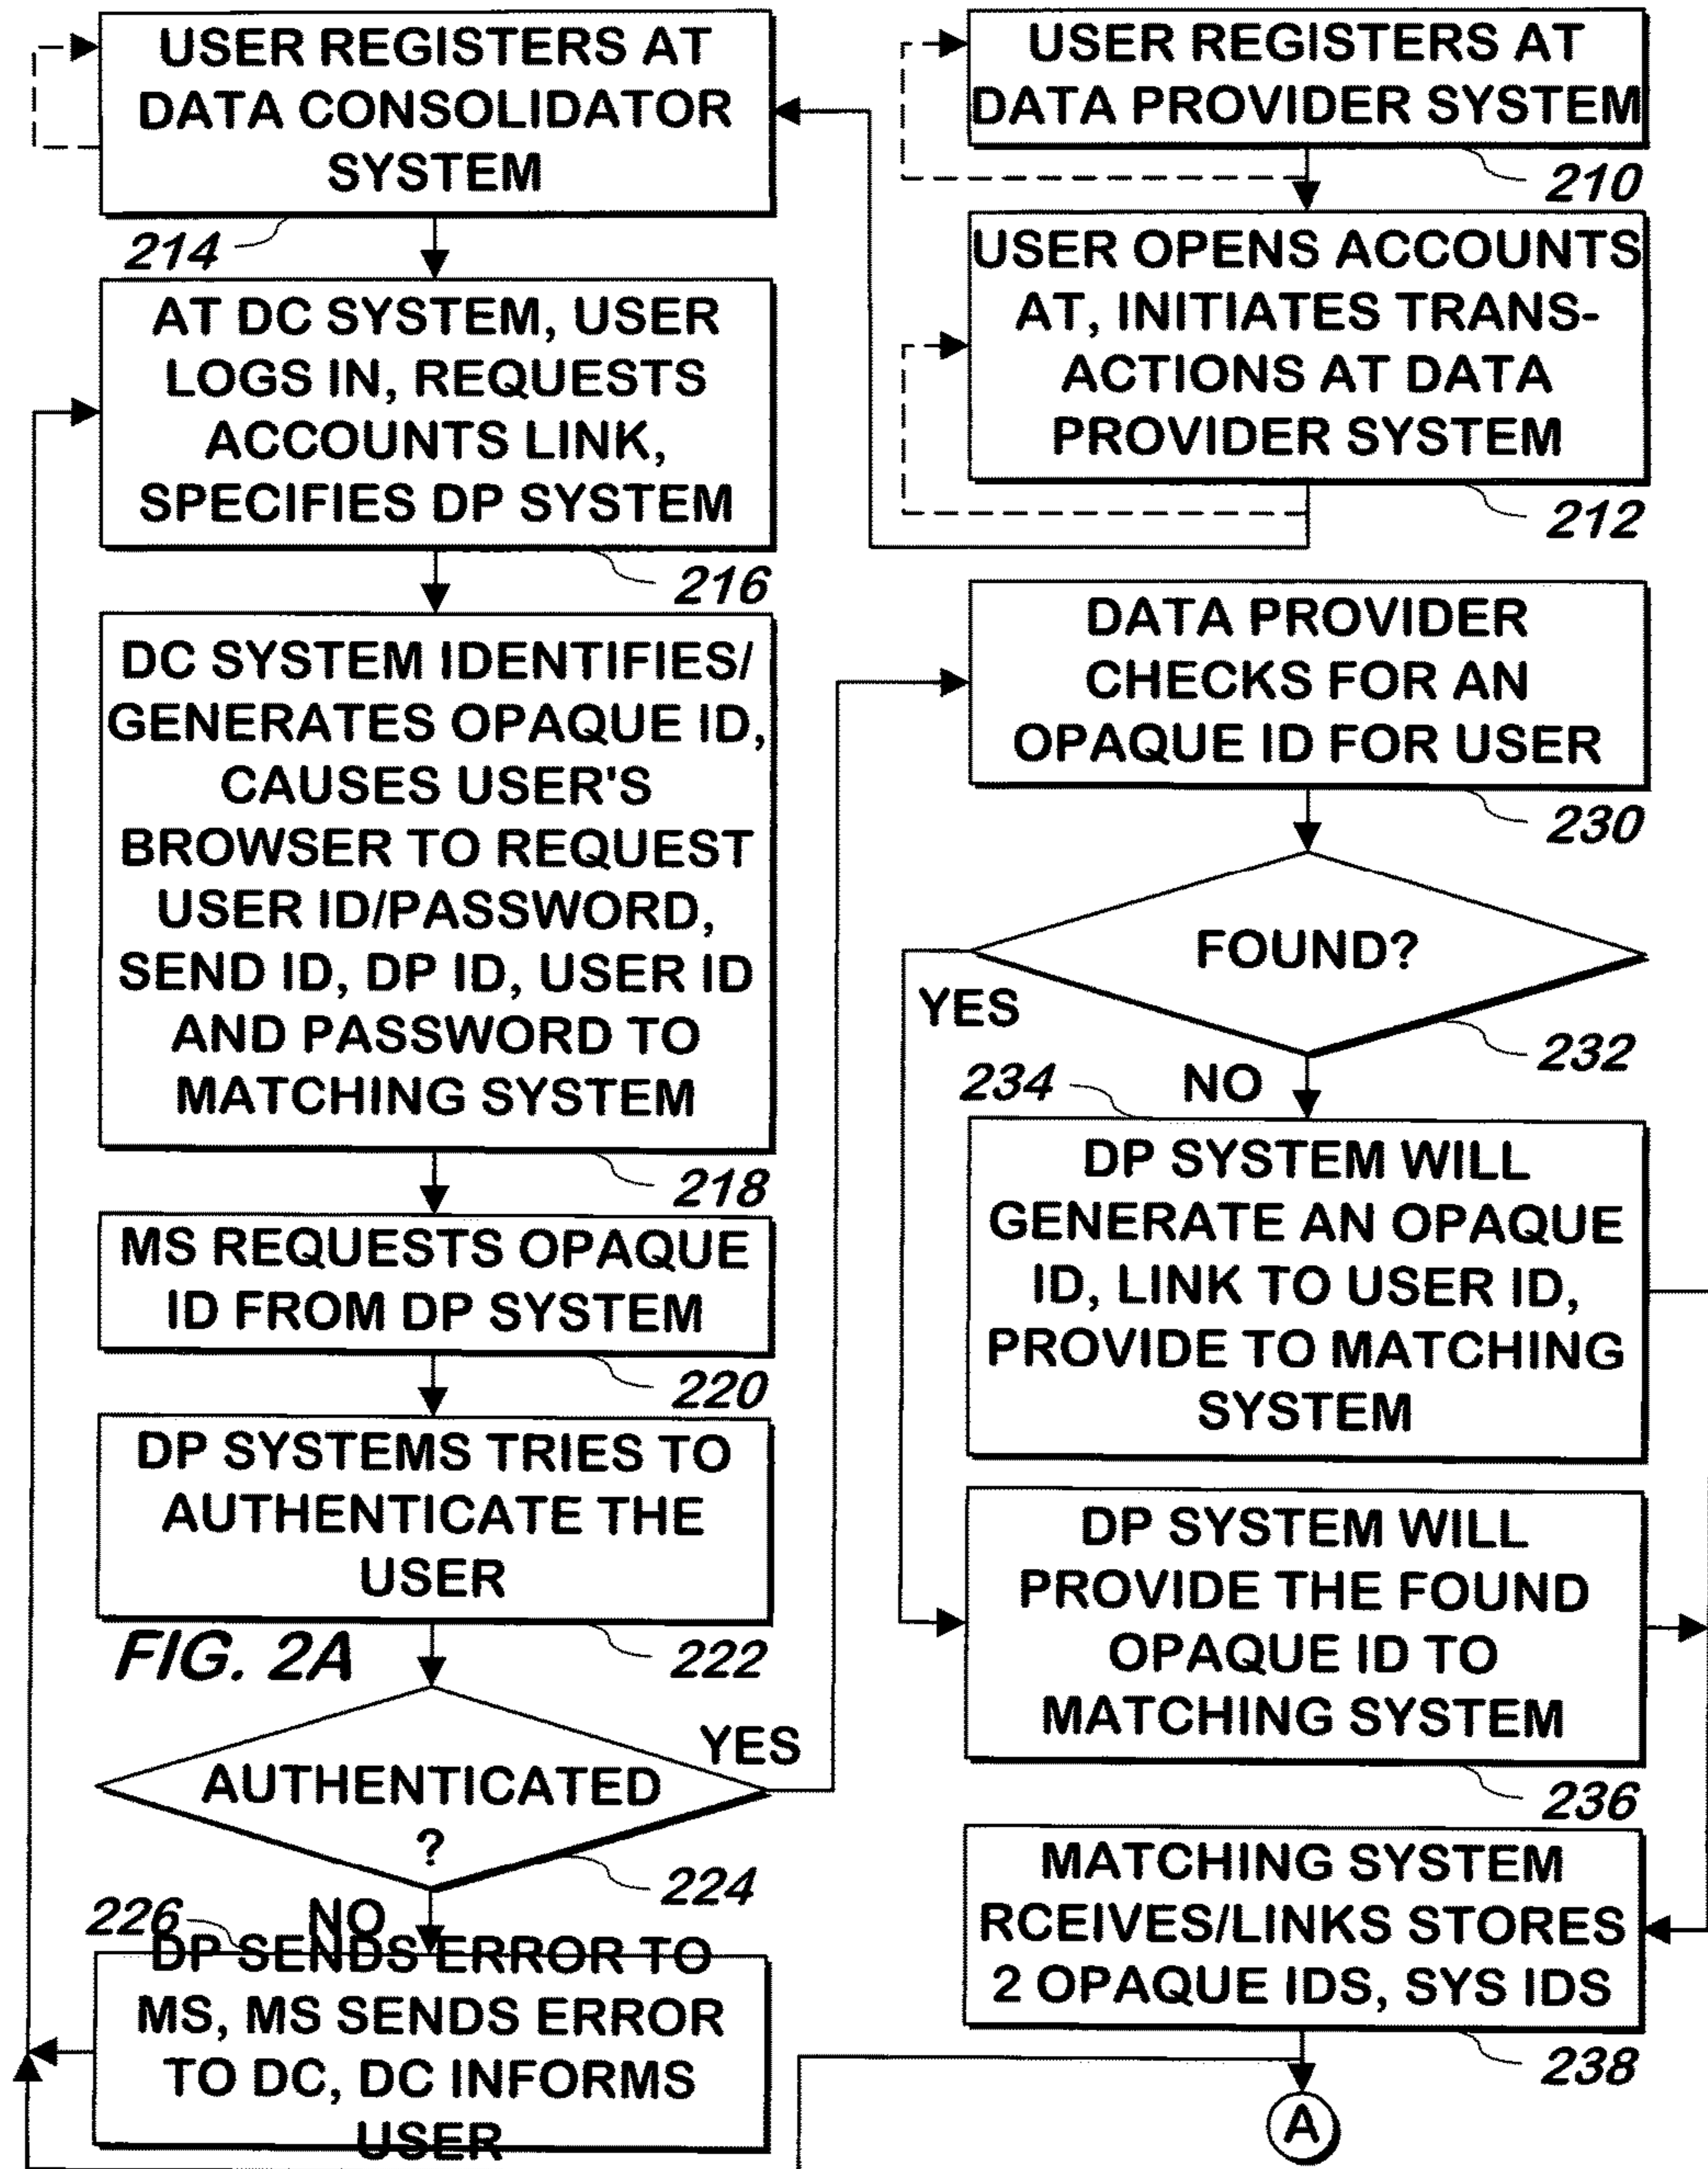 USER REGISTERS AT
DATA CONSOLIDATOR
SYSTEM
214
AT DC SYSTEM, USER
LOGS IN, REQUESTS
ACCOUNTS LINK,
SPECIFIES DP SYSTEM
216
DC SYSTEM IDENTIFIES/
GENERATES OPAQUE ID,
CAUSES USER'S
BROWSER TO REQUEST
USER ID/PASSWORD,
SEND ID, DP ID, USER ID
AND PASSWORD TO
MATCHING SYSTEM
218
MS REQUESTS OPAQUE
ID FROM DP SYSTEM
220
DP SYSTEMS TRIES TO
AUTHENTICATE THE
USER
222
FIG. 2A
AUTHENTICATED
?
YES
224
NO
226
DP SENDS ERROR TO
MS, MS SENDS ERROR
TO DC, DC INFORMS
USER
USER REGISTERS AT
DATA PROVIDER SYSTEM
210
USER OPENS ACCOUNTS
AT, INITIATES TRANS-
ACTIONS AT DATA
PROVIDER SYSTEM
212
DATA PROVIDER
CHECKS FOR AN
OPAQUE ID FOR USER
230
FOUND?
YES
232
NO
234
DP SYSTEM WILL
GENERATE AN OPAQUE
ID, LINK TO USER ID,
PROVIDE TO MATCHING
SYSTEM
DP SYSTEM WILL
PROVIDE THE FOUND
OPAQUE ID TO
MATCHING SYSTEM
236
MATCHING SYSTEM
RCEIVES/LINKS STORES
2 OPAQUE IDS, SYS IDS
238
A